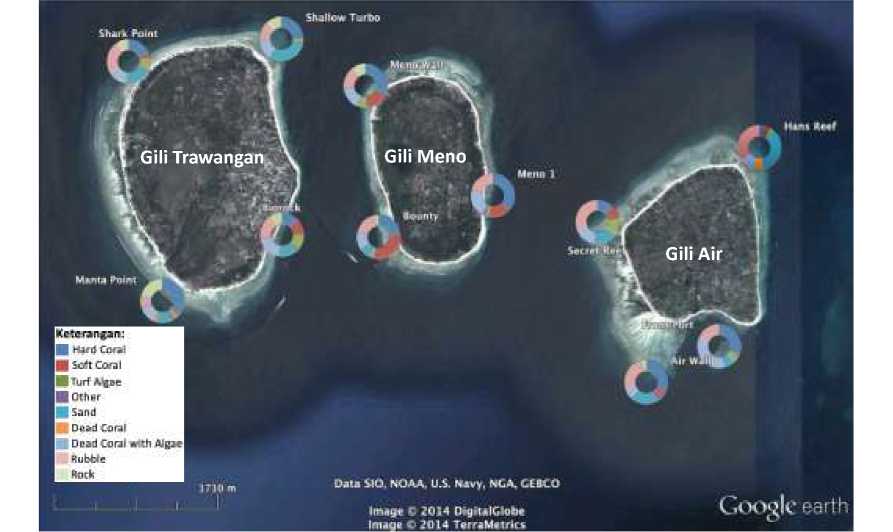 Shallow Turbo
Shark Point
Meno Wall
Hans Reef
Gili Trawangan
Gili Meno
Meno 1
Bounty
Secret Reef
Gili Air
Manta Point
Air Wall
Keterangan:
Hard Coral
Soft Coral
Turf Algae
Other
Sand
Dead Coral
Dead Coral with Algae
Rubble
Rock
1730 m
Data SIO, NOAA, U.S. Navy, NGA, GEBCO
Image © 2014 DigitalGlobe
Image © 2014 TerraMetrics
Google earth